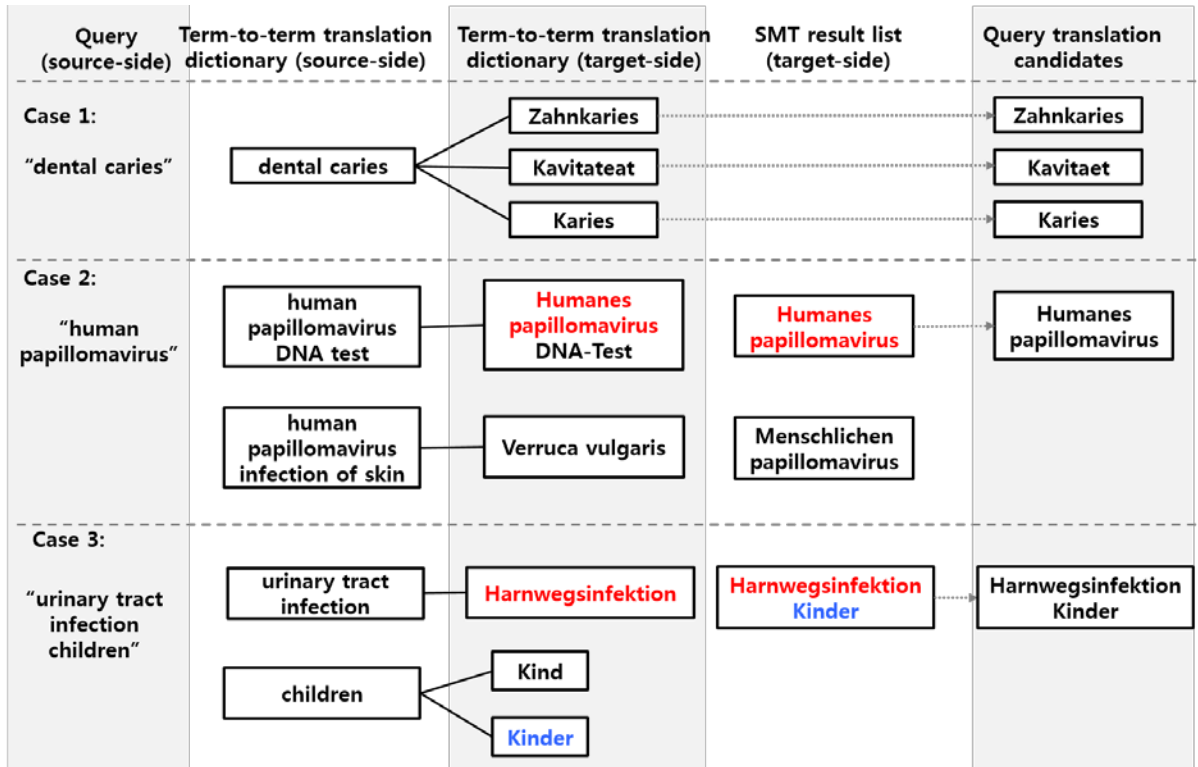 Query
(source-side)
Term-to-term translation
dictionary (source-side)
Term-to-term translation
dictionary (target-side)
SMT result list
(target-side)
Query translation
candidates
Case 1:
“dental caries”
dental caries
Zahnkaries
Kavitateat
Karies
Zahnkaries
Kavitaet
Karies
Case 2:
“human
papillomavirus”
human
papillomavirus
DNA test
Humanes
papillomavirus
DNA-Test
Humanes
papillomavirus
Humanes
papillomavirus
human
papillomavirus
infection of skin
Verruca vulgaris
Menschlichen
papillomavirus
Case 3:
“urinary tract
infection
children”
urinary tract
infection
Harnwegsinfektion
Harnwegsinfektion
Kinder
Harnwegsinfektion
Kinder
children
Kind
Kinder